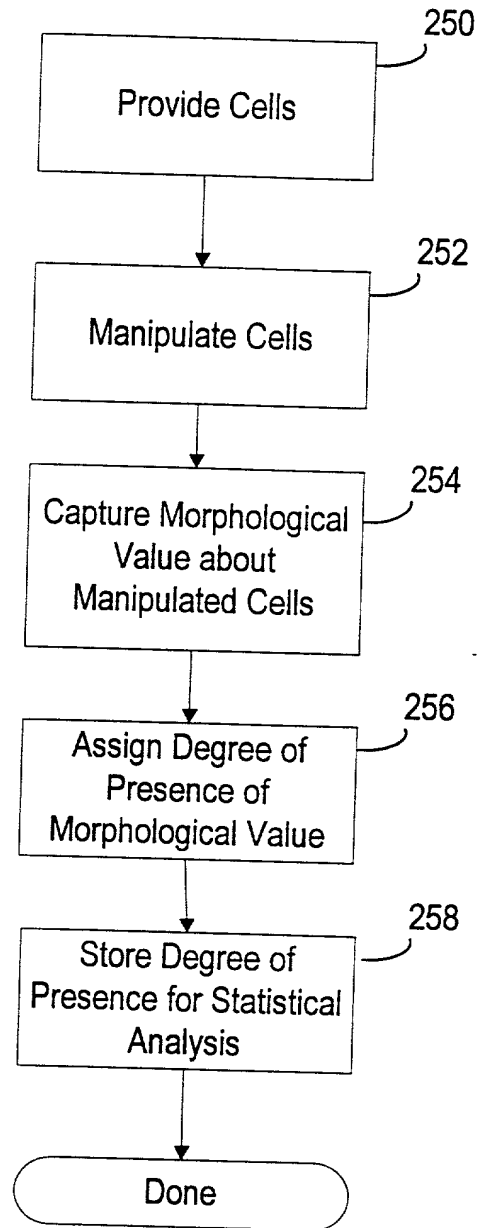 250
Provide Cells
252
Manipulate Cells
254
Capture Morphological
Value about
Manipulated Cells
256
Assign Degree of
Presence of
Morphological Value
258
Store Degree of
Presence for Statistical
Analysis
Done